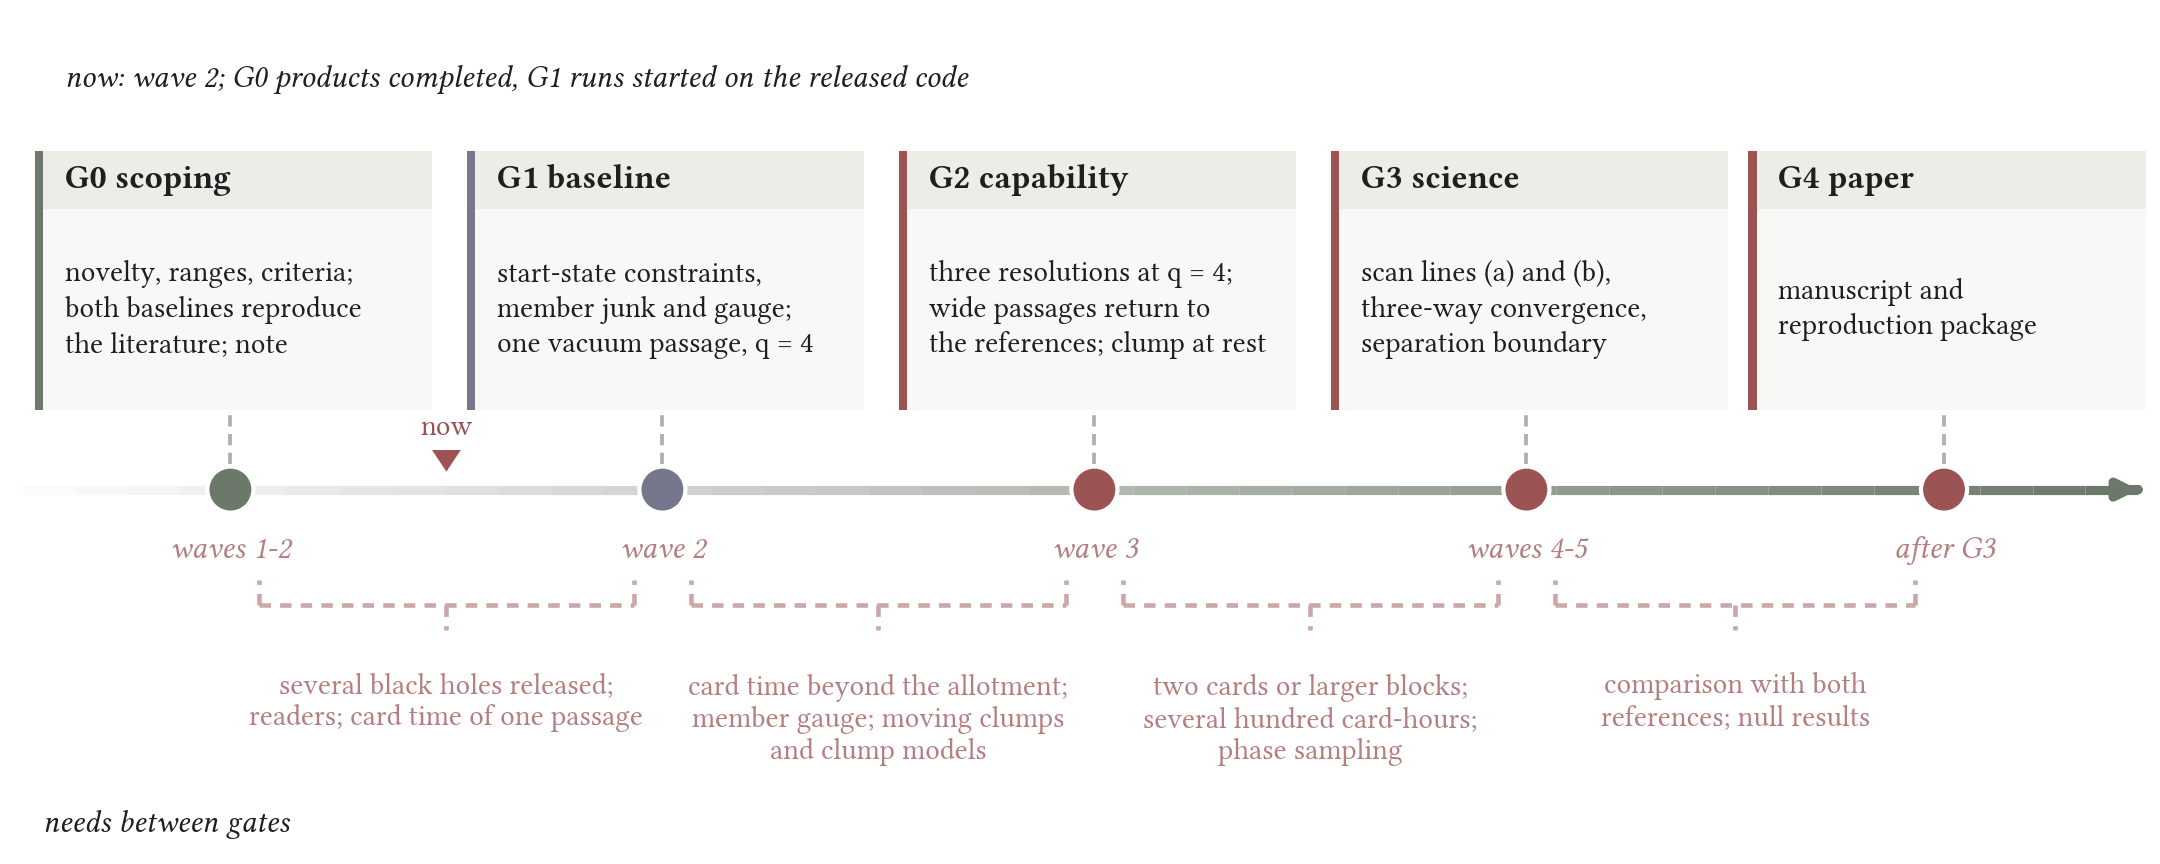 now: wave 2; G0 products completed, G1 runs started on the released code
G0 scoping
novelty, ranges, criteria;
both baselines reproduce
the literature; note
G1 baseline
start-state constraints,
member junk and gauge;
one vacuum passage, q = 4
G2 capability
three resolutions at q = 4;
wide passages return to
the references; clump at rest
G3 science
scan lines (a) and (b),
three-way convergence,
separation boundary
G4 paper
manuscript and
reproduction package
now
waves 1-2
wave 2
wave 3
waves 4-5
after G3
several black holes released;
readers; card time of one passage
card time beyond the allotment;
member gauge; moving clumps
and clump models
two cards or larger blocks;
several hundred card-hours;
phase sampling
comparison with both
references; null results
needs between gates